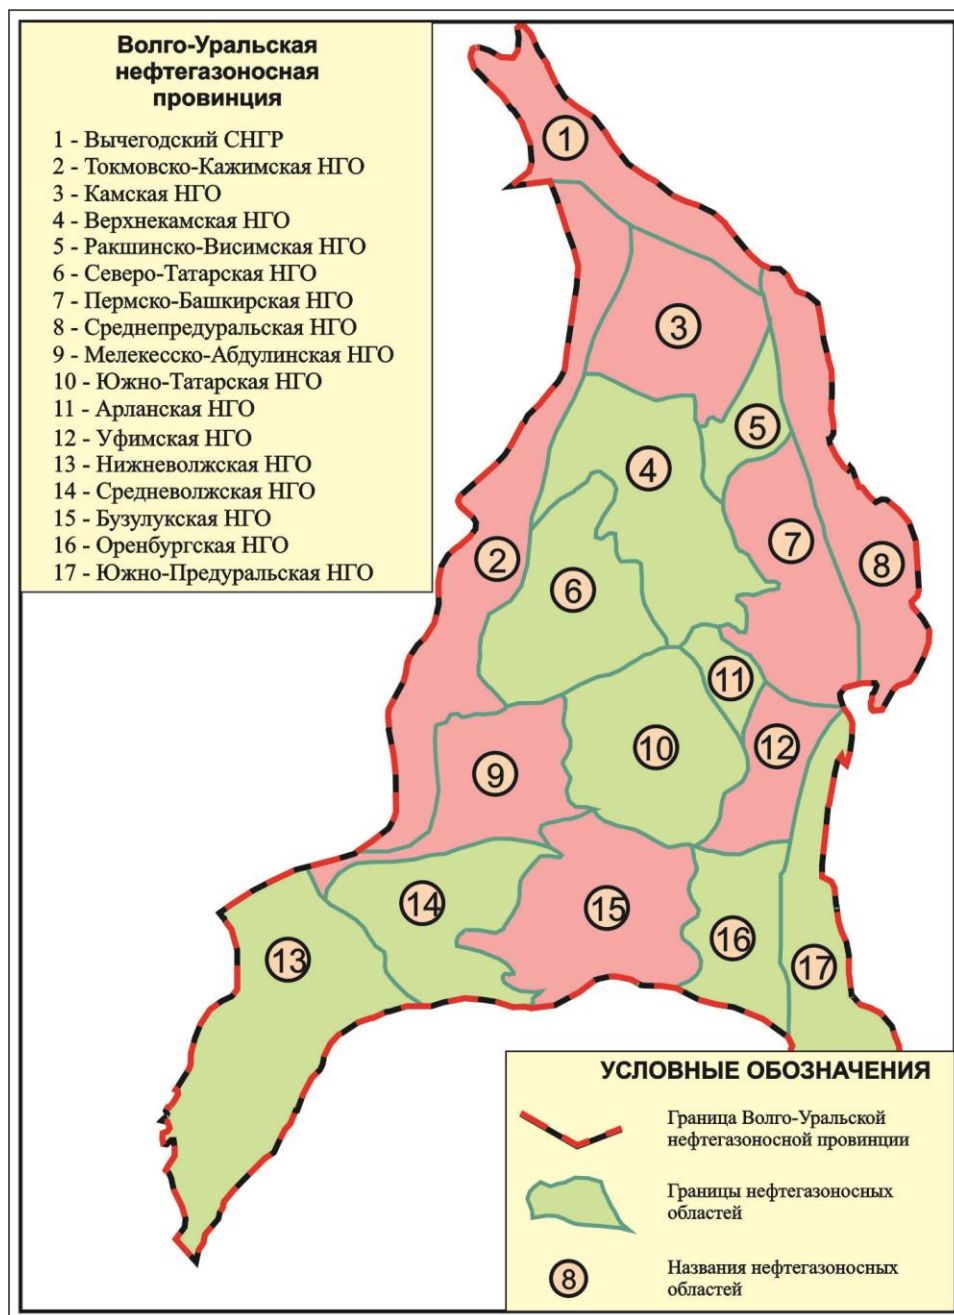 Волго-Уральская
нефтегазоносная
провинция
1 - Вычегодский СНГР
2 - Токмовско-Кажимская НГО
3 - Камская НГО
4 - Верхнекамская НГО
5 - Ракшинско-Висимская НГО
6 - Северо-Татарская НГО
7 - Пермско-Башкирская НГО
8 - Среднепредуральская НГО
9 - Мелекесско-Абдулинская НГО
10 - Южно-Татарская НГО
11 - Арланская НГО
12 - Уфимская НГО
13 - Нижневолжская НГО
14 - Средневолжская НГО
15 - Бузулукская НГО
16 - Оренбургская НГО
17 - Южно-Предуральская НГО
1
3
5
4
7
2
8
6
11
10
12
9
14
15
16
13
17
УСЛОВНЫЕ ОБОЗНАЧЕНИЯ
Граница Волго-Уральской
нефтегазоносной провинции
Границы нефтегазоносных
областей
8
Названия нефтегазоносных
областей